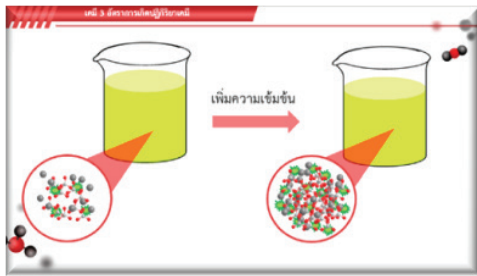 เคมี 3 อัตราการเกิดปฏิกิริยาเคมี
เพิ่มความเข้มข้น